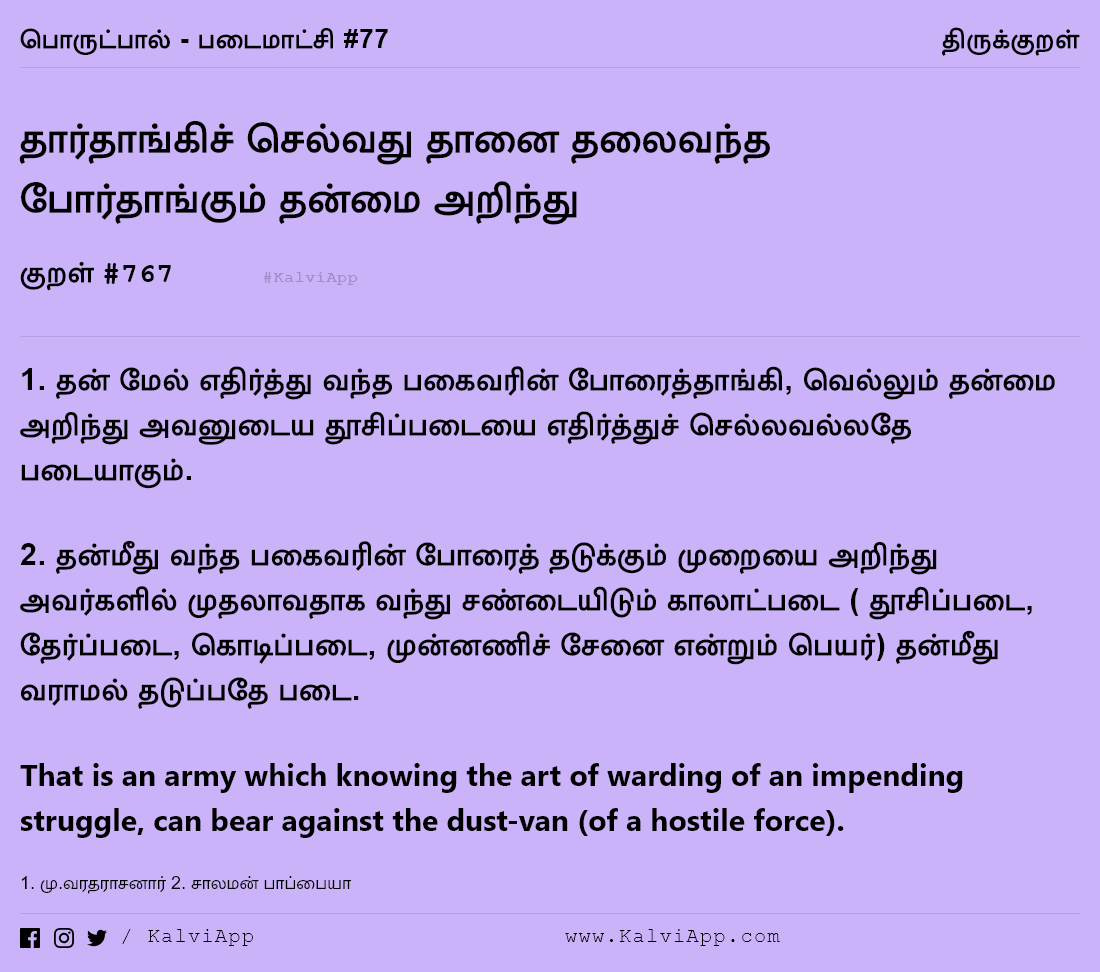 பொருட்பால் - படைமாட்சி #77
திருக்குறள்
தார்தாங்கிச் செல்வது தானை தலைவந்த
போர்தாங்கும் தன்மை அறிந்து
குறள் #767
#KalviApp
1. தன் மேல் எதிர்த்து வந்த பகைவரின் போரைத்தாங்கி, வெல்லும் தன்மை
அறிந்து அவனுடைய தூசிப்படையை எதிர்த்துச் செல்லவல்லதே
படையாகும்.
2. தன்மீது வந்த பகைவரின் போரைத் தடுக்கும் முறையை அறிந்து
அவர்களில் முதலாவதாக வந்து சண்டையிடும் காலாட்படை ( தூசிப்படை,
தேர்ப்படை, கொடிப்படை, முன்னணிச் சேனை என்றும் பெயர்) தன்மீது
வராமல் தடுப்பதே படை.
That is an army which knowing the art of warding of an impending
struggle, can bear against the dust-van (of a hostile force).
1. மு.வரதராசனார் 2. சாலமன் பாப்பையா
/ KalviApp
www.KalviApp.com